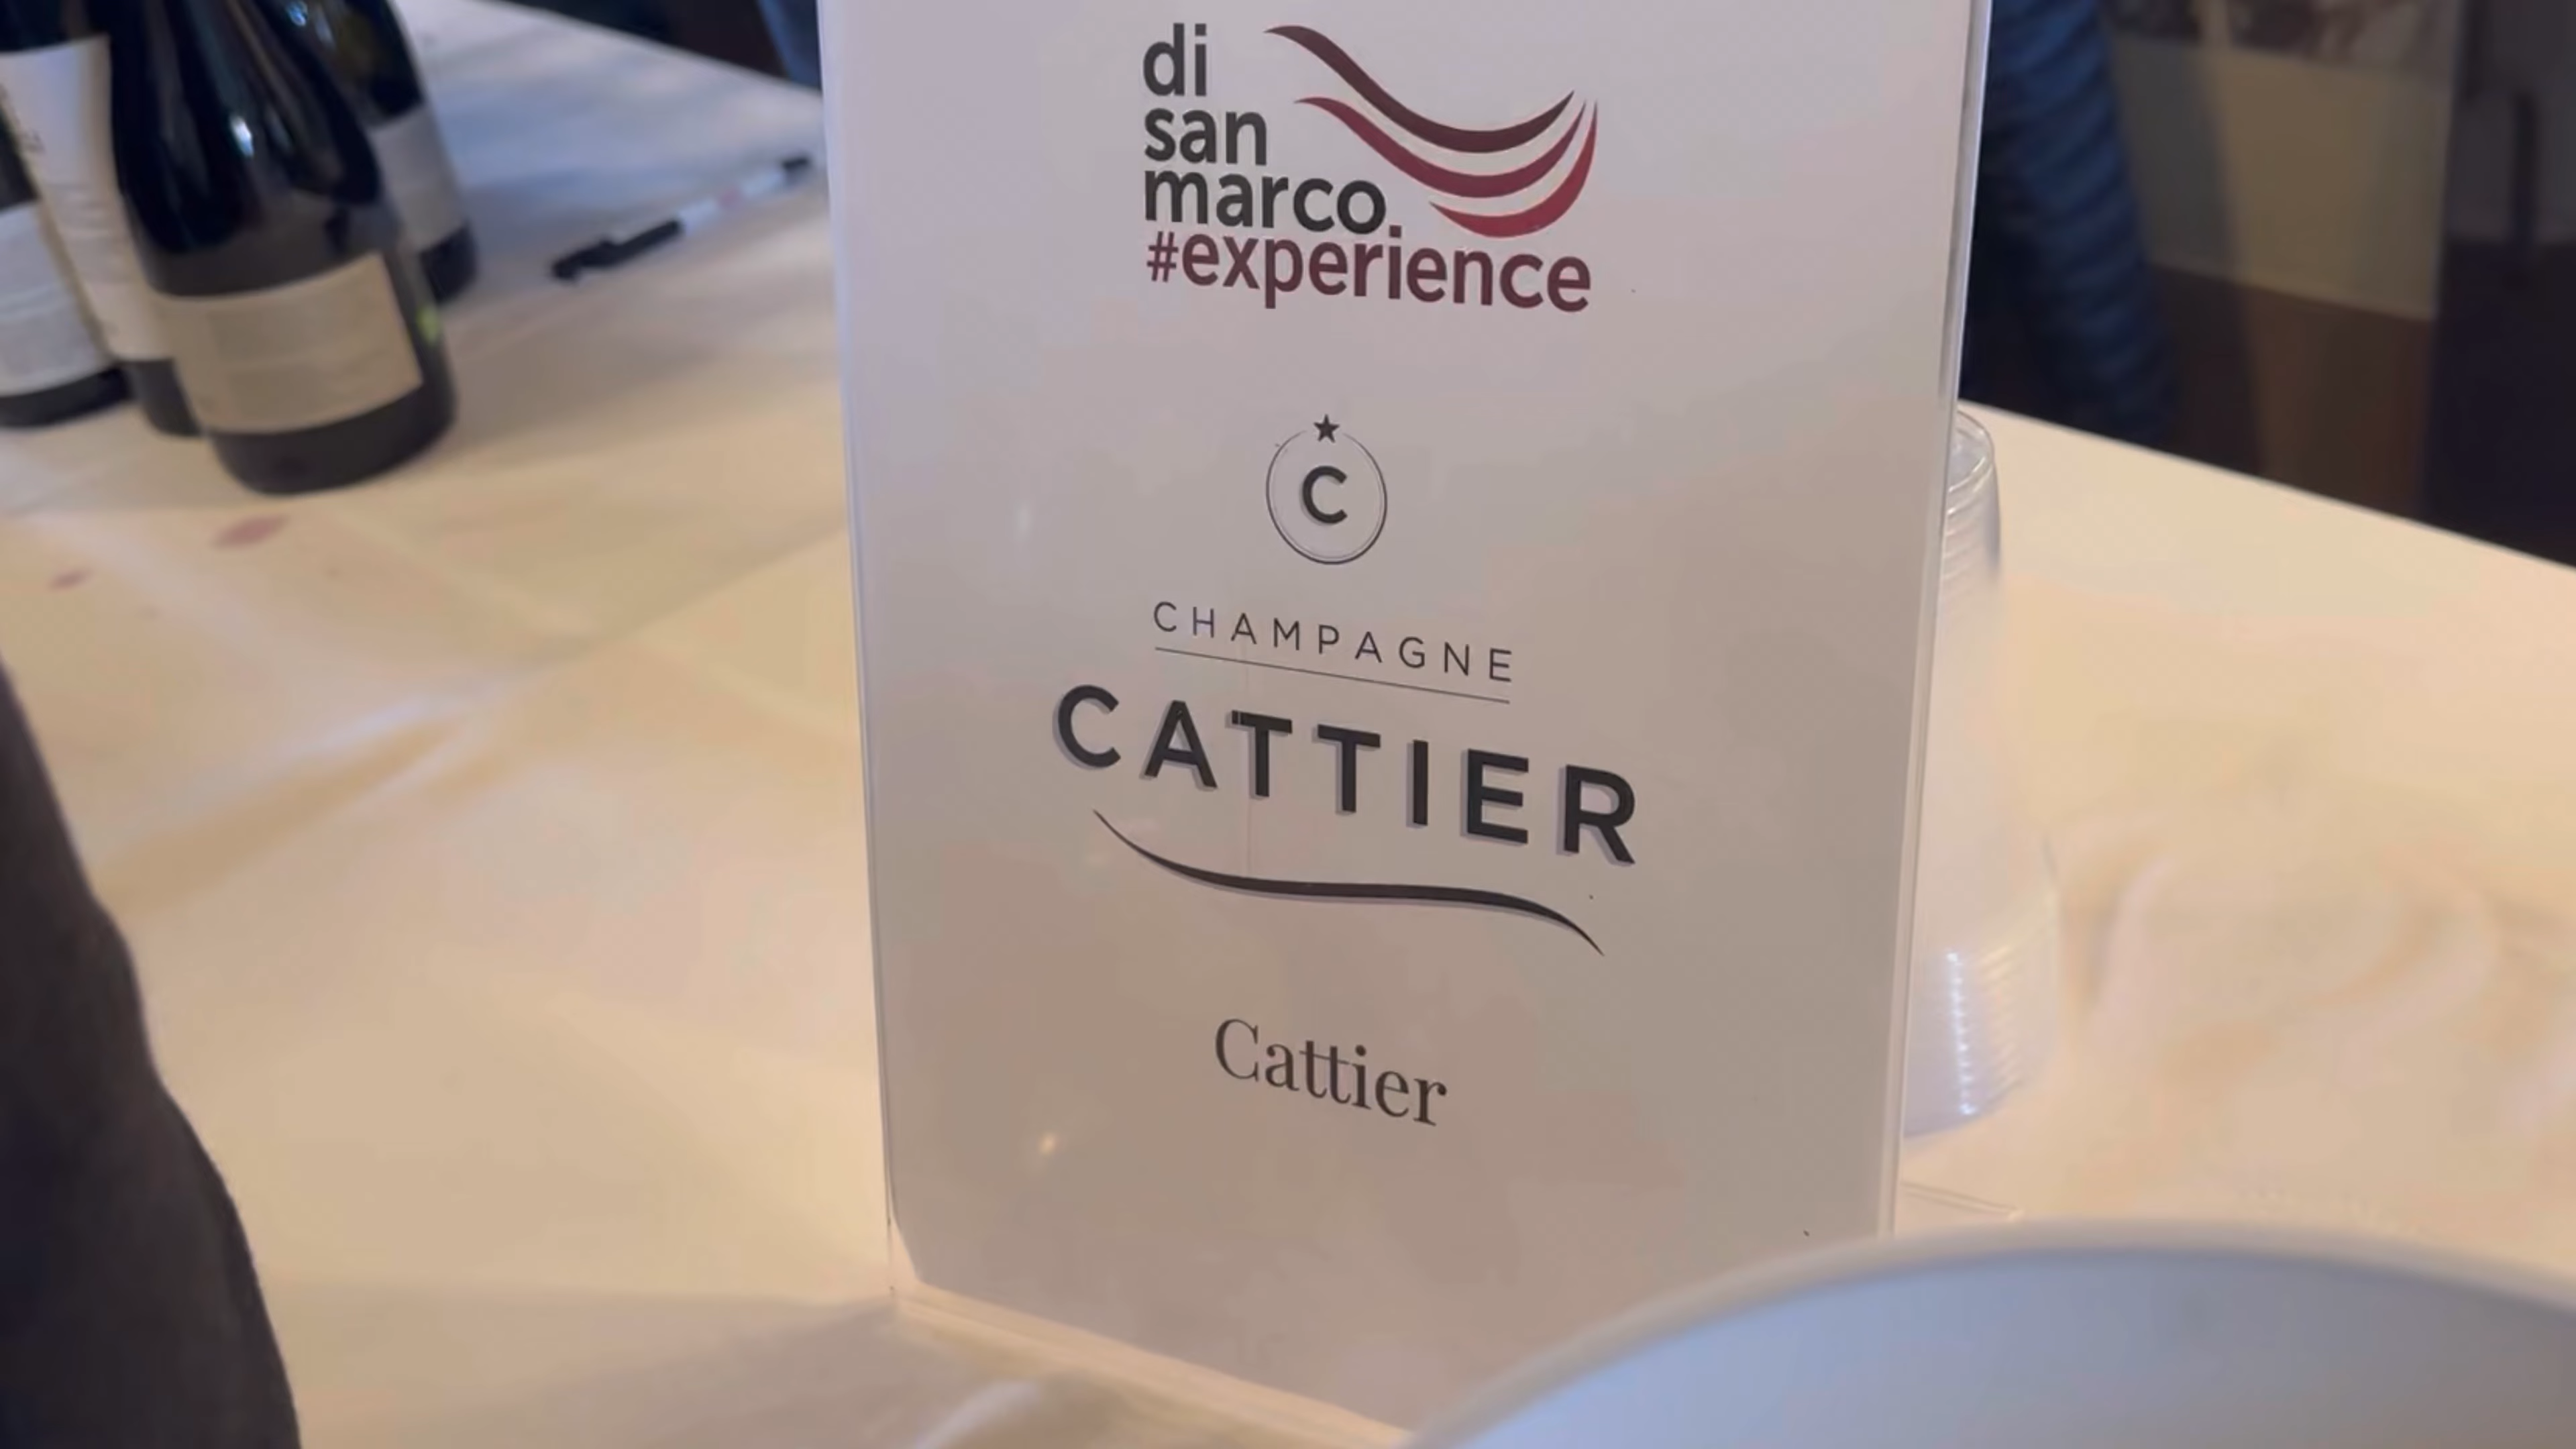 di
san
marco
#experience
C
CHAMPAGNE
CATTIER
Cattier